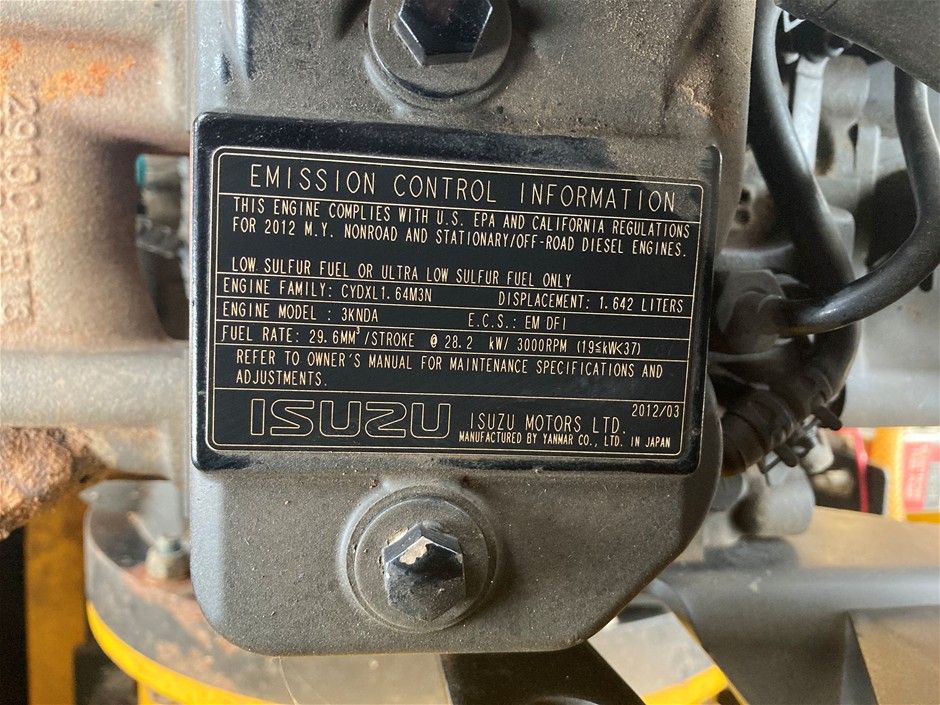 EMISSION CONTROL INFORMATION
THIS ENGINE COMPLIES WITH U.S. EPA AND CALIFORNIA REGULATIONS
FOR 2012 M.Y. NONROAD AND STATIONARY/OFF-ROAD DIESEL ENGINES.
LOW SULFUR FUEL OR ULTRA LOW SULFUR FUEL ONLY
ENGINE FAMILY: CYDXL1.64M3N DISPLACEMENT: 1.642 LITERS
ENGINE MODEL : 3KNDA E.C.S.: EM DFI
FUEL RATE: 29.6MM³/STROKE @ 28.2 kW/ 3000RPM (19≦kW<37)
REFER TO OWNER'S MANUAL FOR MAINTENANCE SPECIFICATIONS AND
ADJUSTMENTS.
2012/03
ISUZU ISUZU MOTORS LTD.
MANUFACTURED BY YANMAR CO., LTD. IN JAPAN